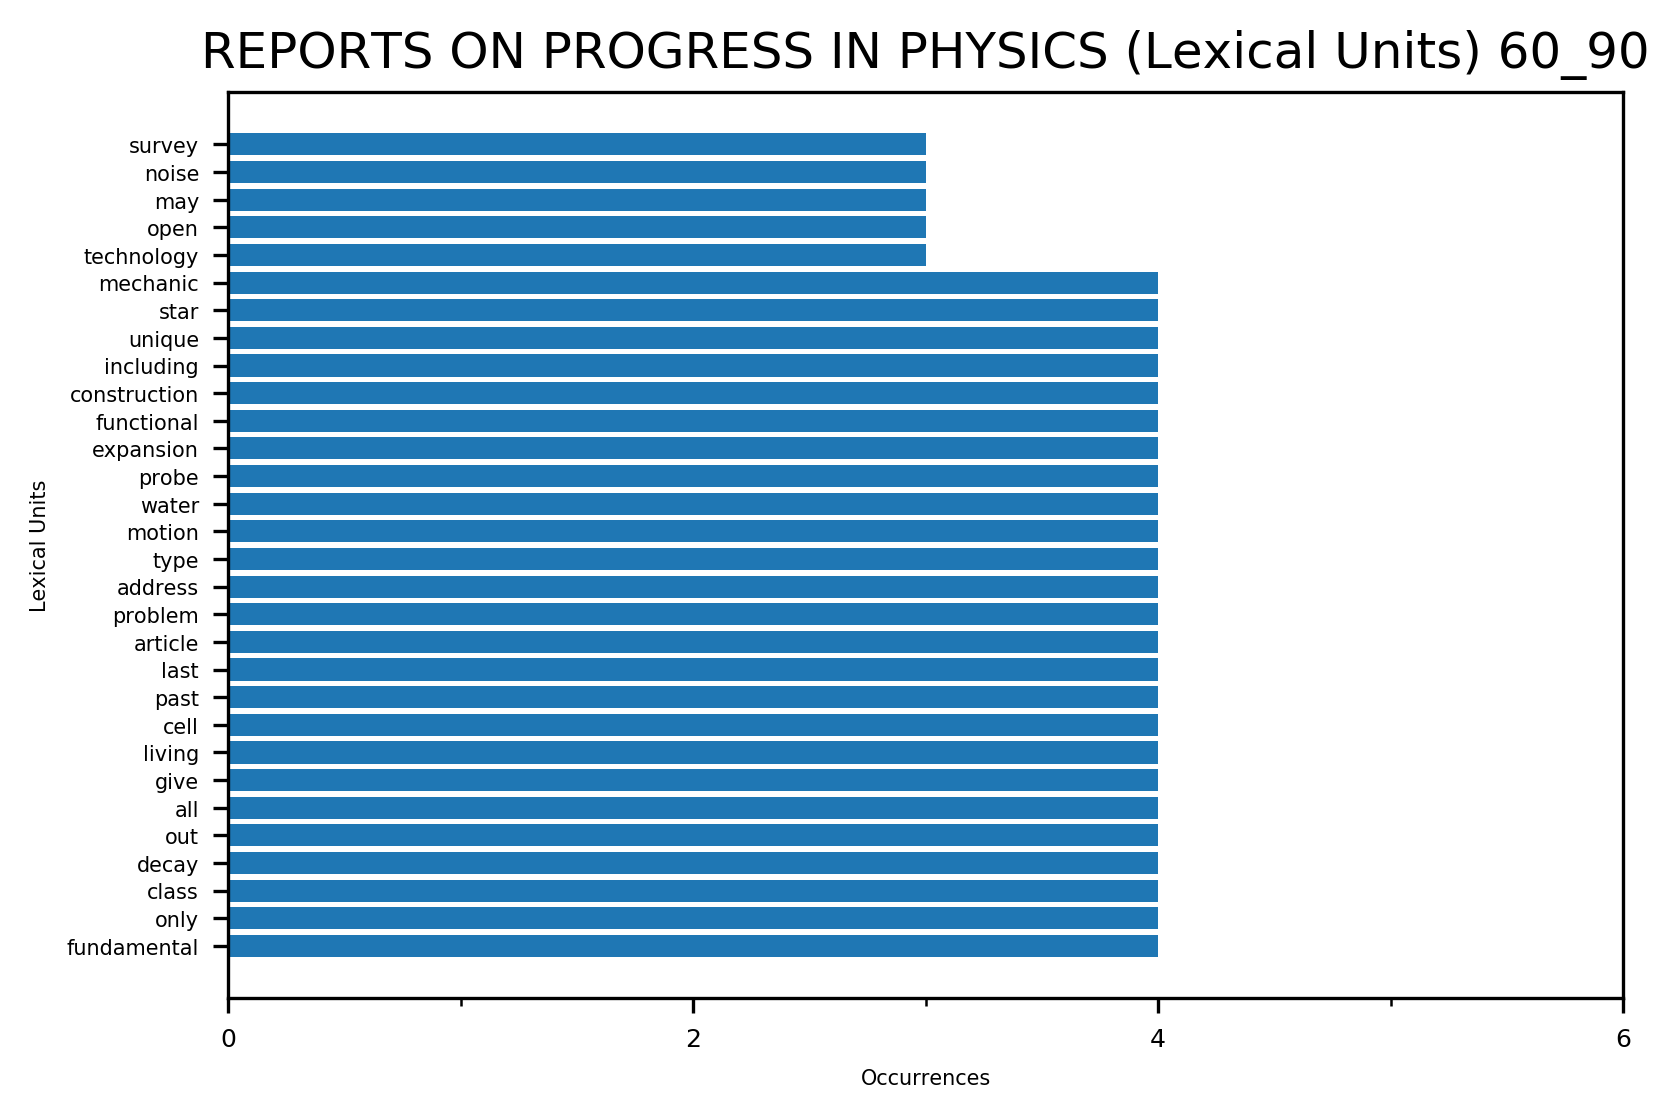 REPORTS ON PROGRESS IN PHYSICS (Lexical Units) 60_90
survey
noise
may
open
technology
mechanic
star
unique
including
construction
functional
expansion
probe
water
motion
type
address
problem
article
last
past
cell
living
give
all
out
decay
class
only
fundamental
Lexical Units
0 2 4 6
Occurrences